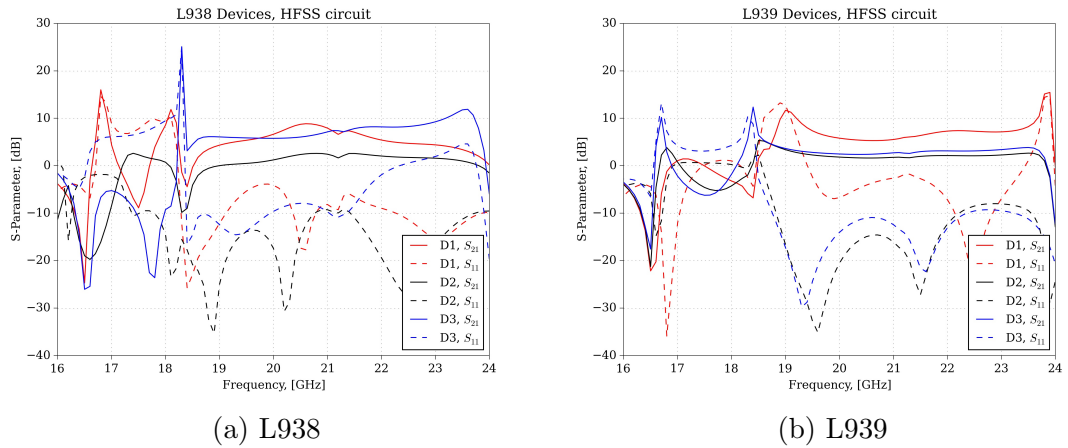 L938 Devices, HFSS circuit
30
20
10
0
−10
−20
−30
−40
S-Parameter, [dB]
16 17 18 19 20 21 22 23 24
Frequency, [GHz]
D1, S21
D1, S11
D2, S21
D2, S11
D3, S21
D3, S11
(a) L938
L939 Devices, HFSS circuit
30
20
10
0
−10
−20
−30
−40
S-Parameter, [dB]
16 17 18 19 20 21 22 23 24
Frequency, [GHz]
D1, S21
D1, S11
D2, S21
D2, S11
D3, S21
D3, S11
(b) L939